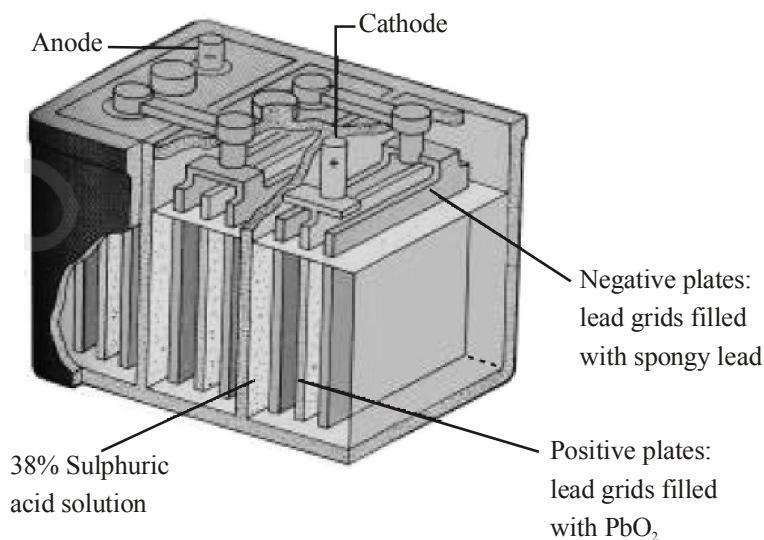 Cathode
Anode
-
+
Negative plates:
lead grids filled
with spongy lead
38% Sulphuric
acid solution
Positive plates:
lead grids filled
with PbO₂